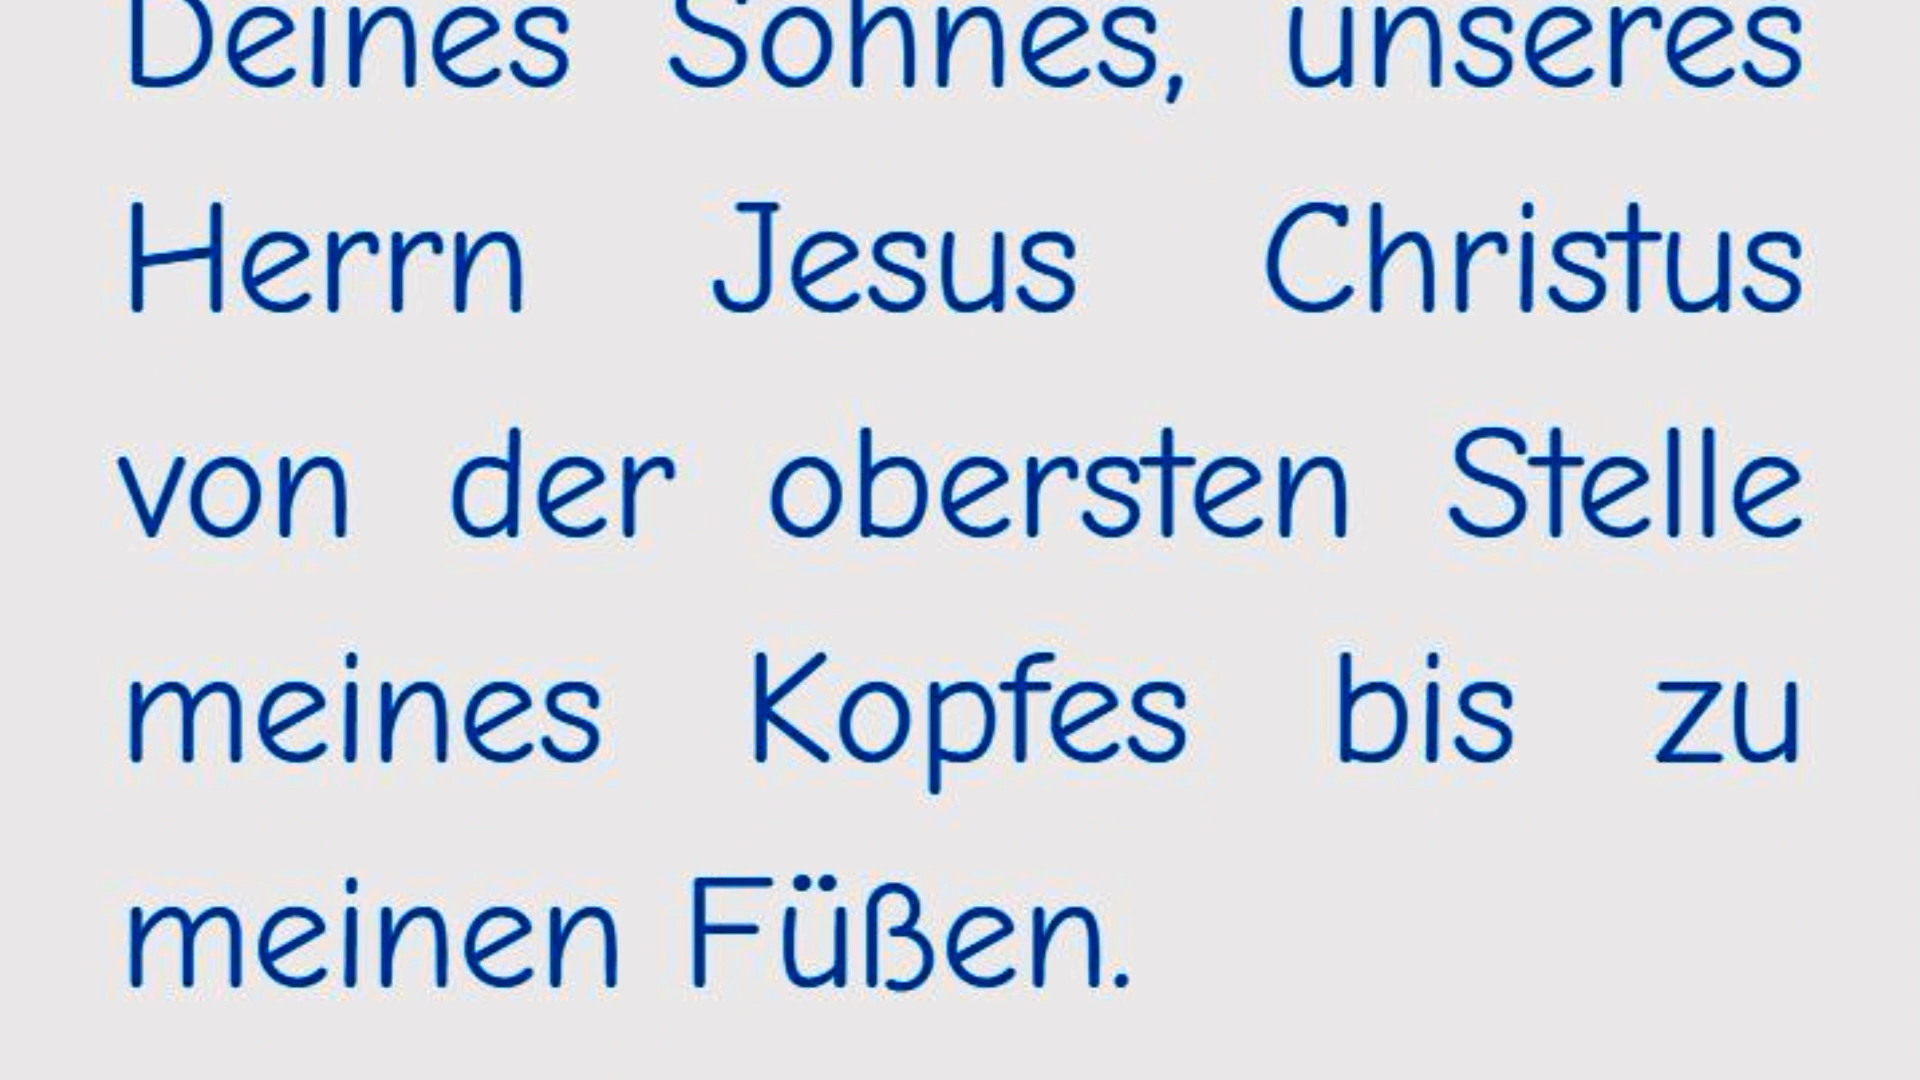 Deines Sohnes, unseres
Herrn Jesus Christus
von der obersten Stelle
meines Kopfes bis zu
meinen Füßen.